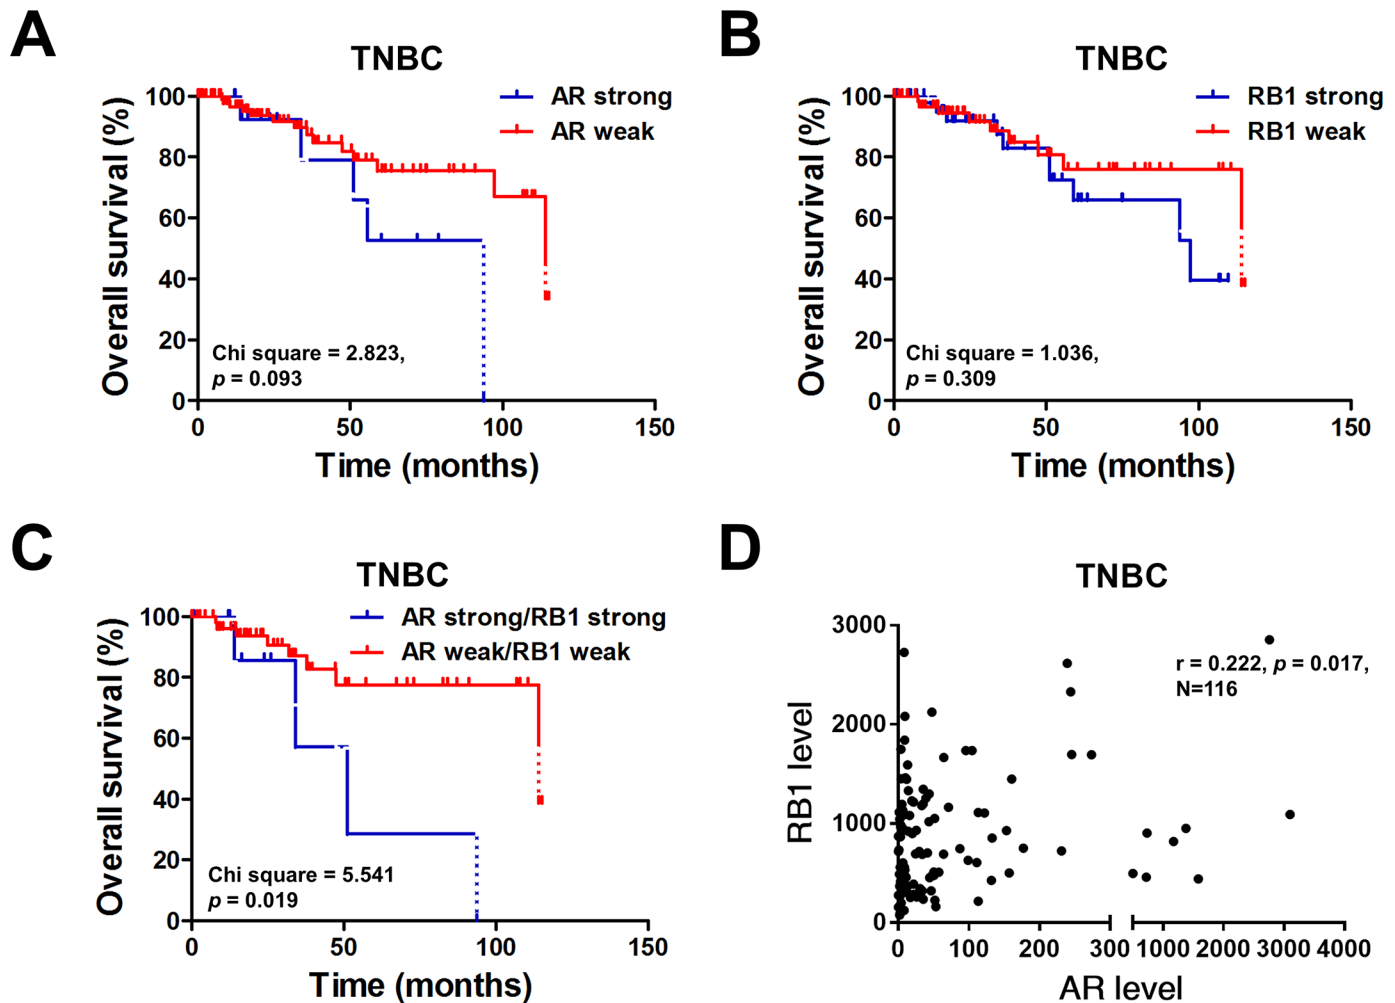 A
TNBC
AR strong
AR weak
100
80
60
40
20
0
Overall survival (%)
Chi square = 2.823,
p = 0.093
0 50 100 150
Time (months)
B
TNBC
RB1 strong
RB1 weak
100
80
60
40
20
0
Overall survival (%)
Chi square = 1.036,
p = 0.309
0 50 100 150
Time (months)
C
TNBC
AR strong/RB1 strong
AR weak/RB1 weak
100
80
60
40
20
0
Overall survival (%)
Chi square = 5.541
p = 0.019
0 50 100 150
Time (months)
D
TNBC
r = 0.222, p = 0.017,
N=116
3000
2000
1000
0
RB1 level
0 100 200 300 1000 2000 3000 4000
AR level